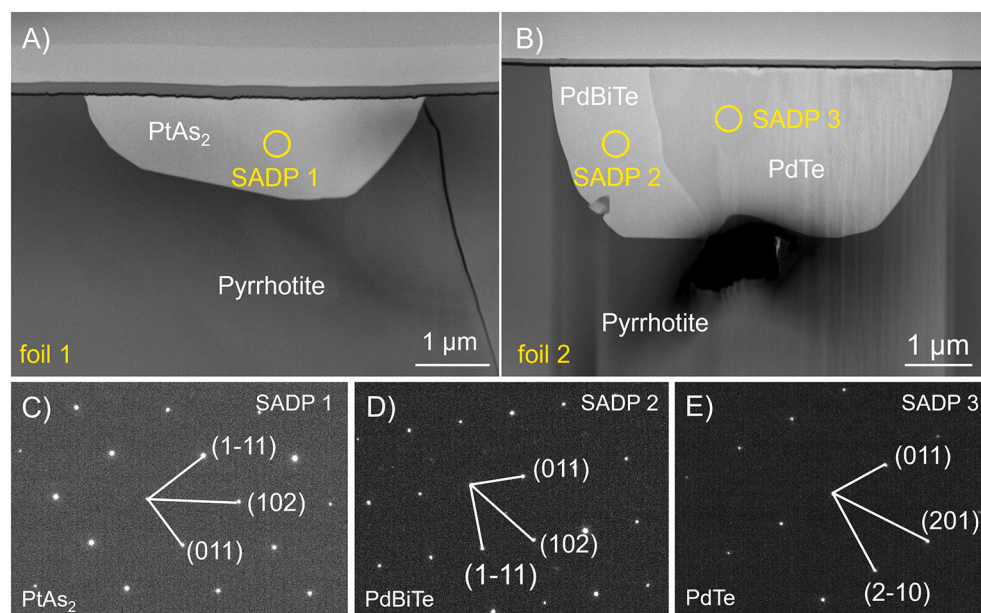 A)
PtAs₂
SADP 1
Pyrrhotite
foil 1
1 µm
B)
PdBiTe
SADP 2
SADP 3
PdTe
Pyrrhotite
foil 2
1 µm
C)
SADP 1
(1-11)
(102)
(011)
PtAs₂
D)
SADP 2
(011)
(102)
(1-11)
PdBiTe
E)
SADP 3
(011)
(201)
(2-10)
PdTe